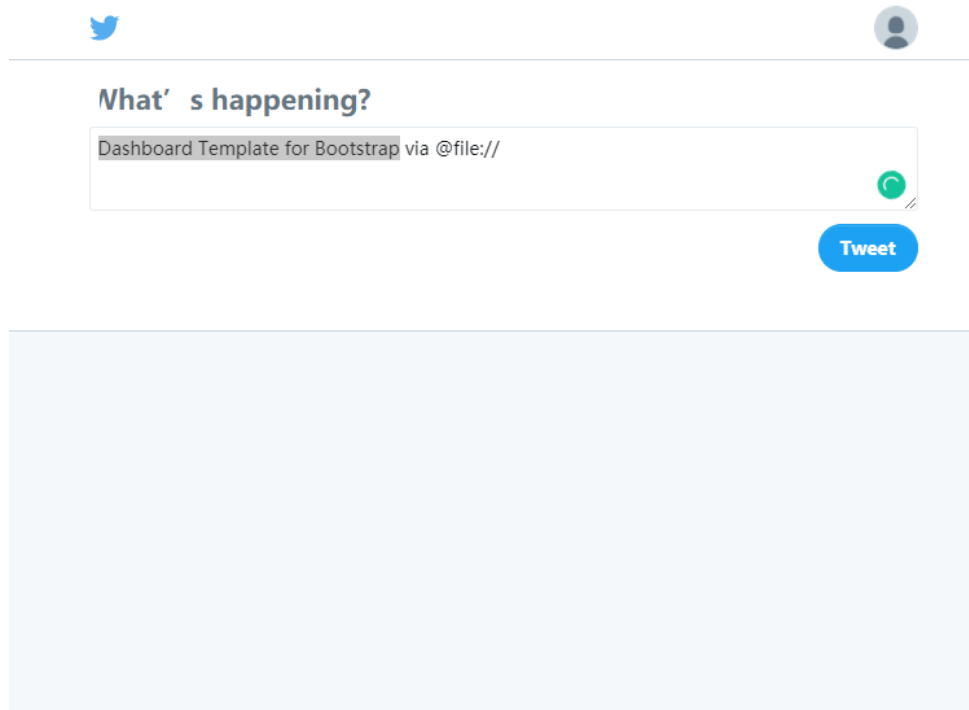 What’ s happening?
Dashboard Template for Bootstrap via @file://
Tweet